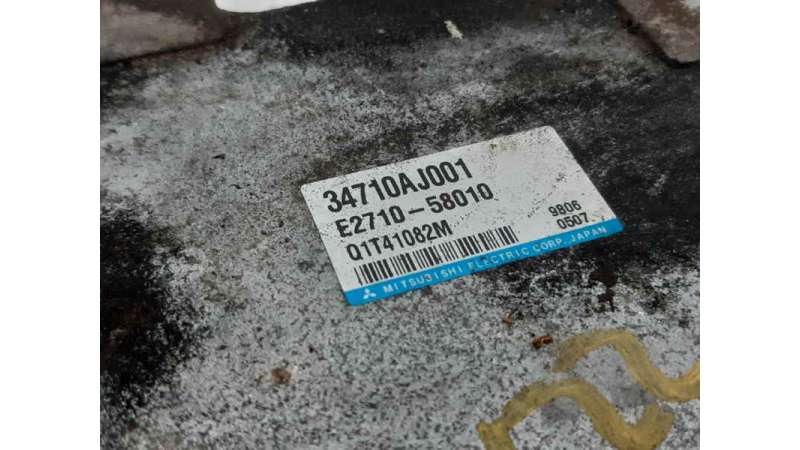 34710AJ001
E2710-58010
Q1T41082M
9806
0507
MITSUBISHI ELECTRIC CORP. JAPAN